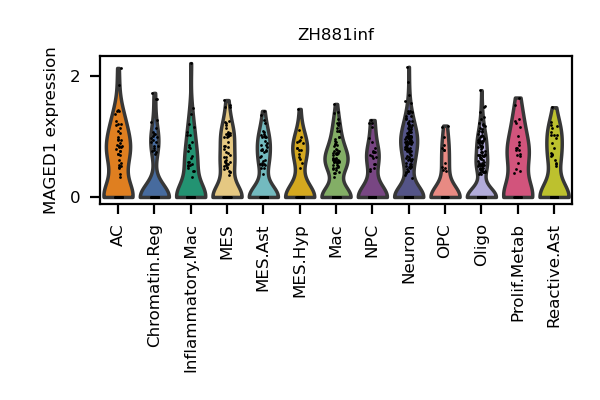 ZH881inf
MAGED1 expression
2
0
AC
Chromatin.Reg
Inflammatory.Mac
MES
MES.Ast
MES.Hyp
Mac
NPC
Neuron
OPC
Oligo
Prolif.Metab
Reactive.Ast